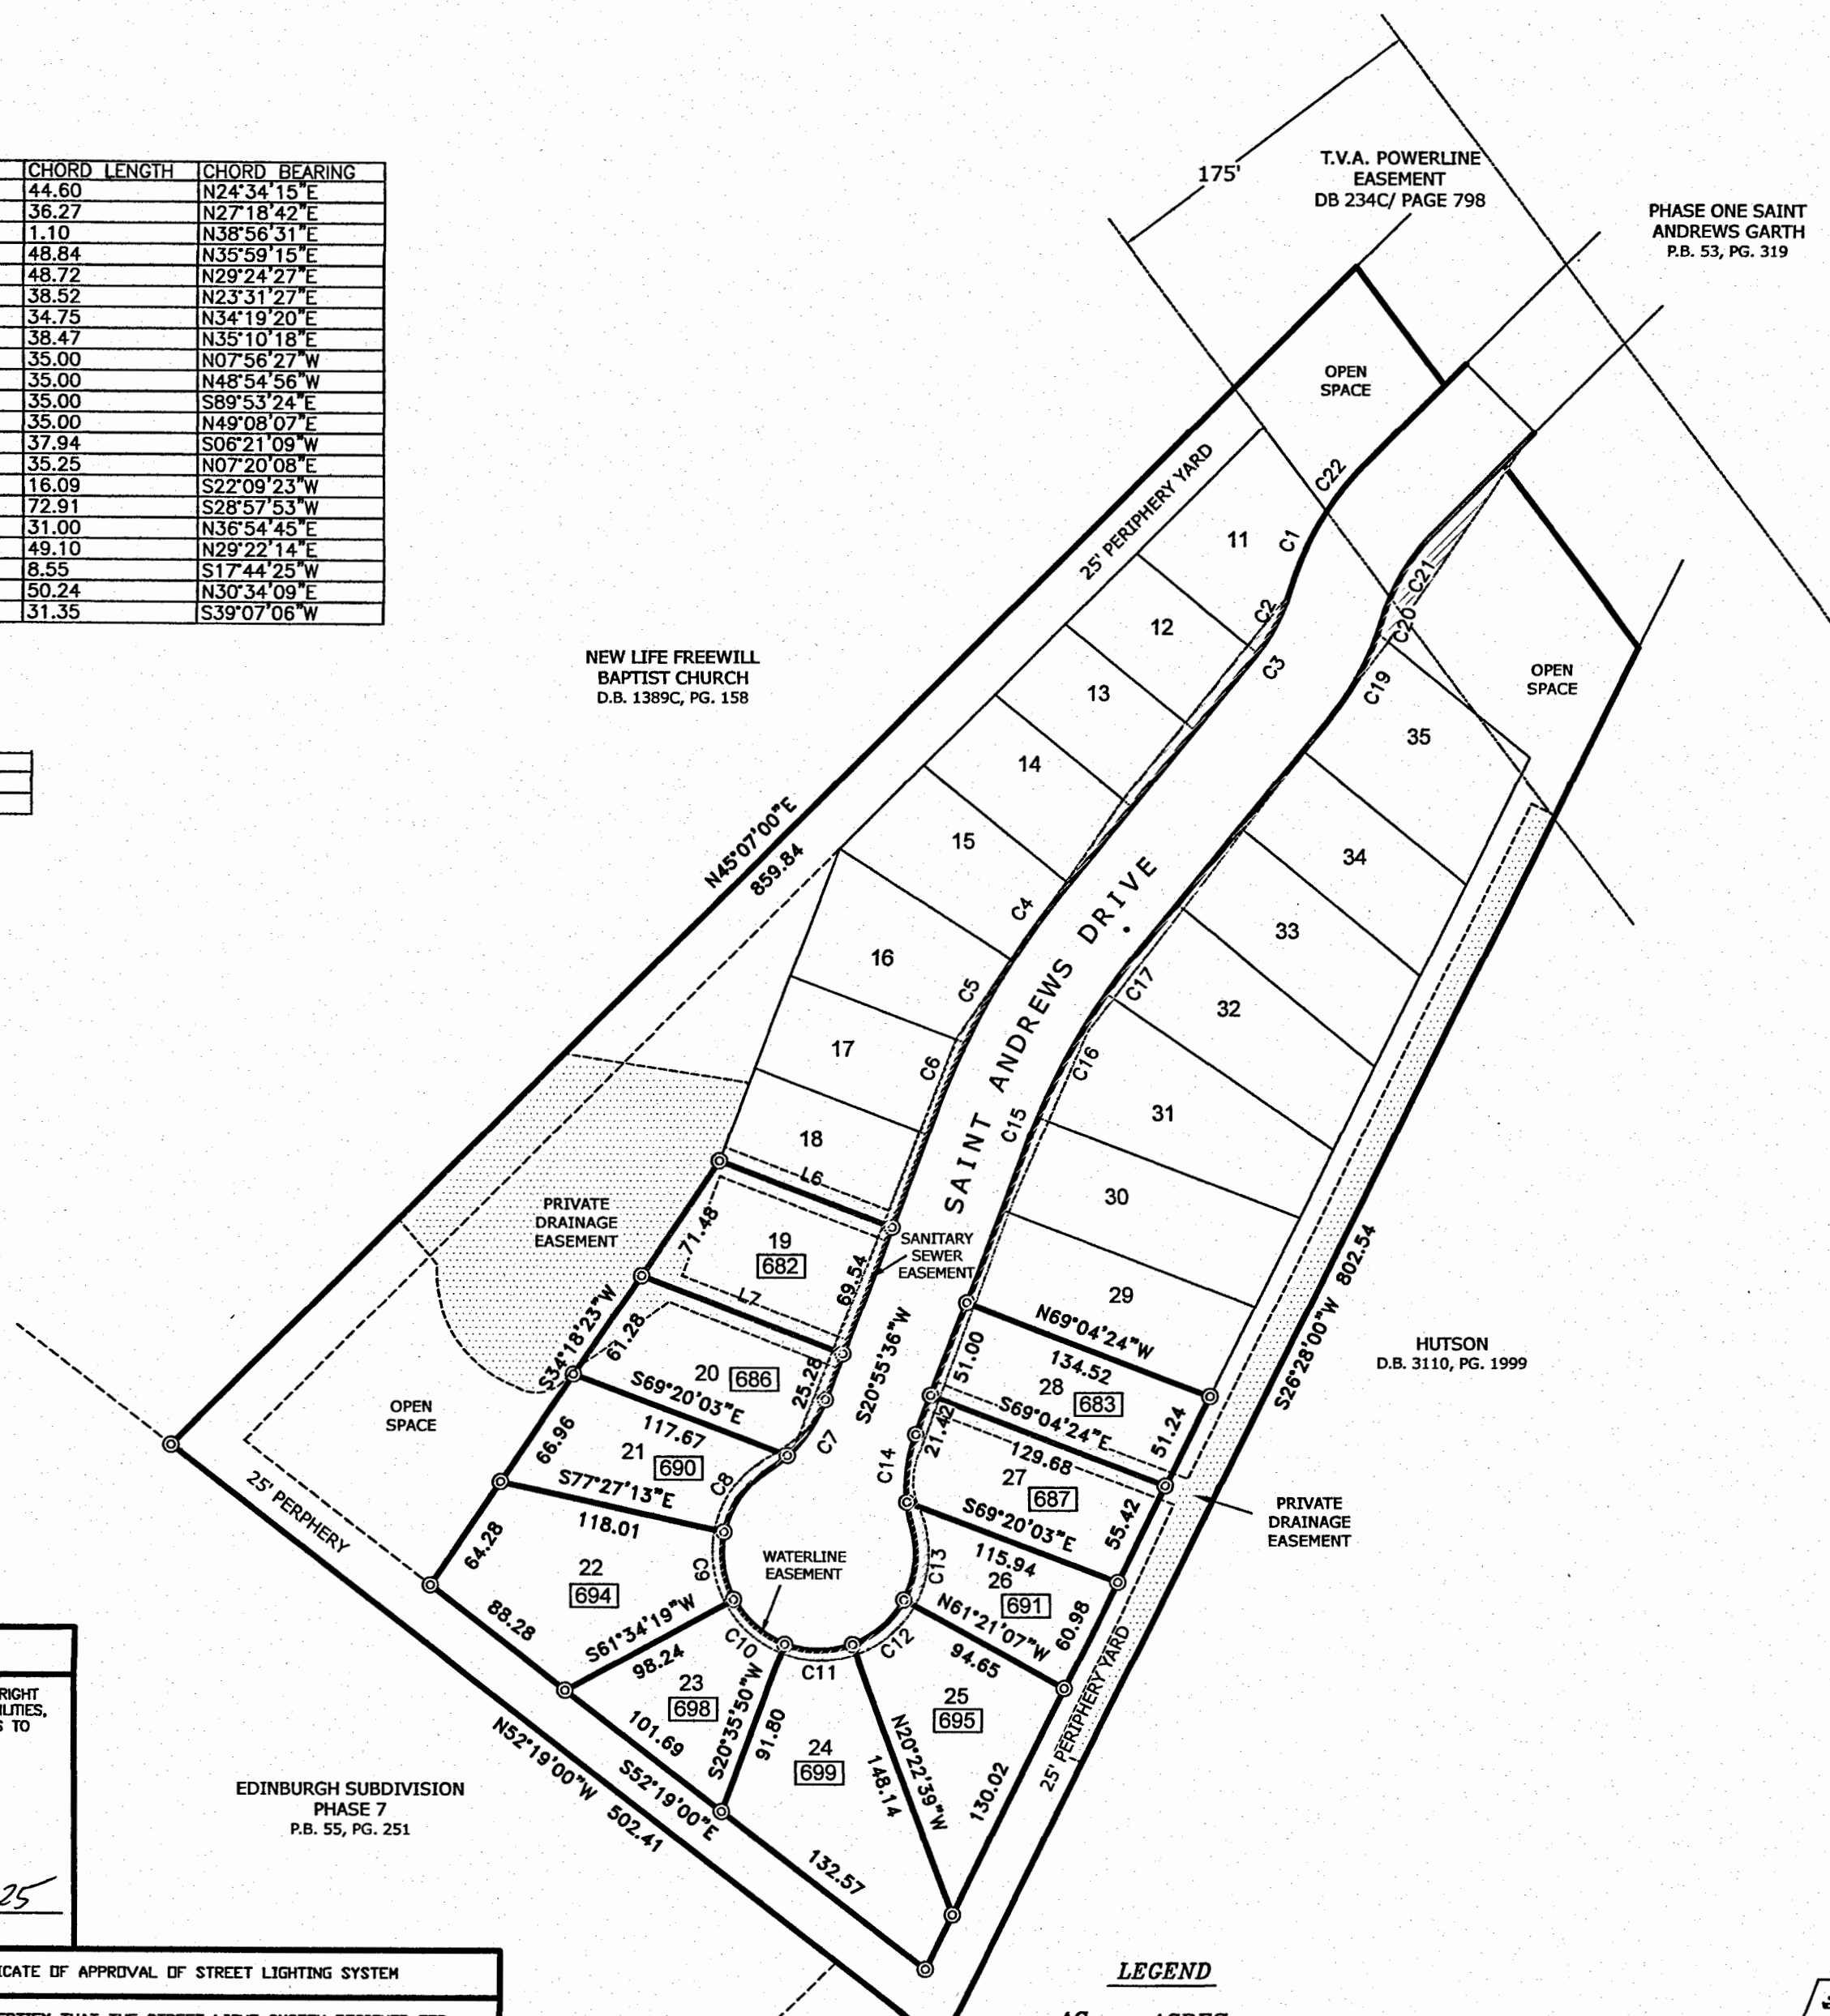 CHORD LENGTH CHORD BEARING
44.60 N24°34'15"E
36.27 N27°18'42"E
1.10 N38°56'31"E
48.84 N35°59'15"E
48.72 N29°24'27"E
38.52 N23°31'27"E
34.75 N34°19'20"E
38.47 N35°10'18"E
35.00 N07°56'27"W
35.00 N48°54'56"W
35.00 S89°53'24"E
35.00 N49°08'07"E
37.94 S06°21'09"W
35.25 N07°20'08"E
16.09 S22°09'23"W
72.91 S28°57'53"W
31.00 N36°54'45"E
49.10 N29°22'14"E
8.55 S17°44'25"W
50.24 N30°34'09"E
31.35 S39°07'06"W
175'
T.V.A. POWERLINE
EASEMENT
DB 234C/ PAGE 798
PHASE ONE SAINT
ANDREWS GARTH
P.B. 53, PG. 319
OPEN
SPACE
25' PERIPHERY YARD
C22
11
C1
C2
C21
C20
12
C3
C19
OPEN
SPACE
NEW LIFE FREEWILL
BAPTIST CHURCH
D.B. 1389C, PG. 158
13
35
14
N45°07'00"E
859.84
15
34
C4
SAINT ANDREWS DRIVE
33
16
C5
C17
32
17
C6
C16
31
C15
18
L6
30
PRIVATE
DRAINAGE
EASEMENT
71.48
19
682
69.54
SANITARY
SEWER
EASEMENT
L7
29
S26°28'00"W 802.54
S34°18'23"W
61.28
20 686
25.28
S20°55'36"W
51.00
N69°04'24"W
134.52
HUTSON
D.B. 3110, PG. 1999
28
683
S69°20'03"E
117.67
OPEN
SPACE
66.96
21
690
C7
C8
21.42
S69°04'24"E
129.68
51.24
C14
27
687
S77°27'13"E
118.01
25' PERPHERY
64.28
S69°20'03"E
115.94
55.42
PRIVATE
DRAINAGE
EASEMENT
22
694
C9
WATERLINE
EASEMENT
C13
26
691
88.28
S61°34'19"W
98.24
C10
C11
C12
N61°21'07"W
94.65
60.98
25' PERIPHERY YARD
23
698
101.69
S20°35'50"W
91.80
24
699
25
695
N20°22'39"W
148.14
130.02
N52°19'00"W 502.41
S52°19'00"E
132.57
EDINBURGH SUBDIVISION
PHASE 7
P.B. 55, PG. 251
RIGHT
TO
25
OF APPROVAL OF STREET LIGHTING SYSTEM
LEGEND